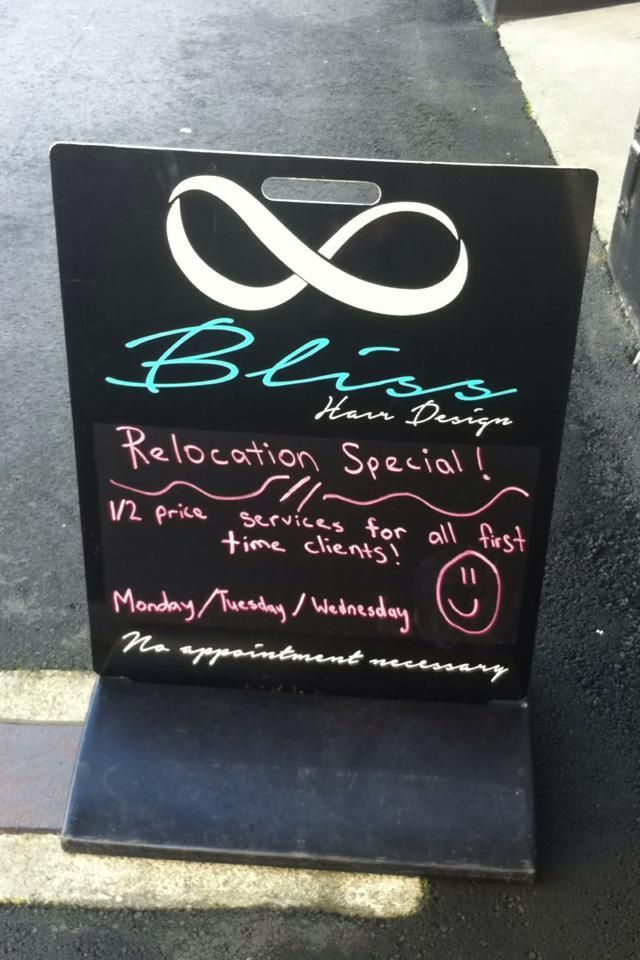 Bliss
Hair Design
Relocation Special!
1/2 price services for all first
time clients!
Monday/Tuesday/Wednesday
No appointment necessary